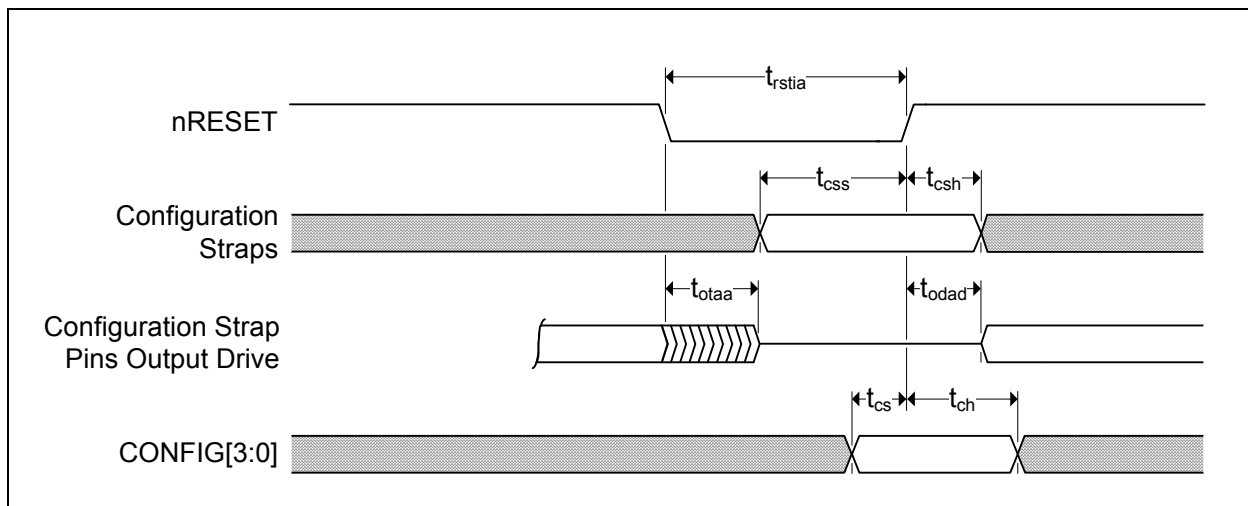 t_rstia
nRESET
t_css
t_csh
Configuration
Straps
t_otaa
t_odad
Configuration Strap
Pins Output Drive
t_cs
t_ch
CONFIG[3:0]